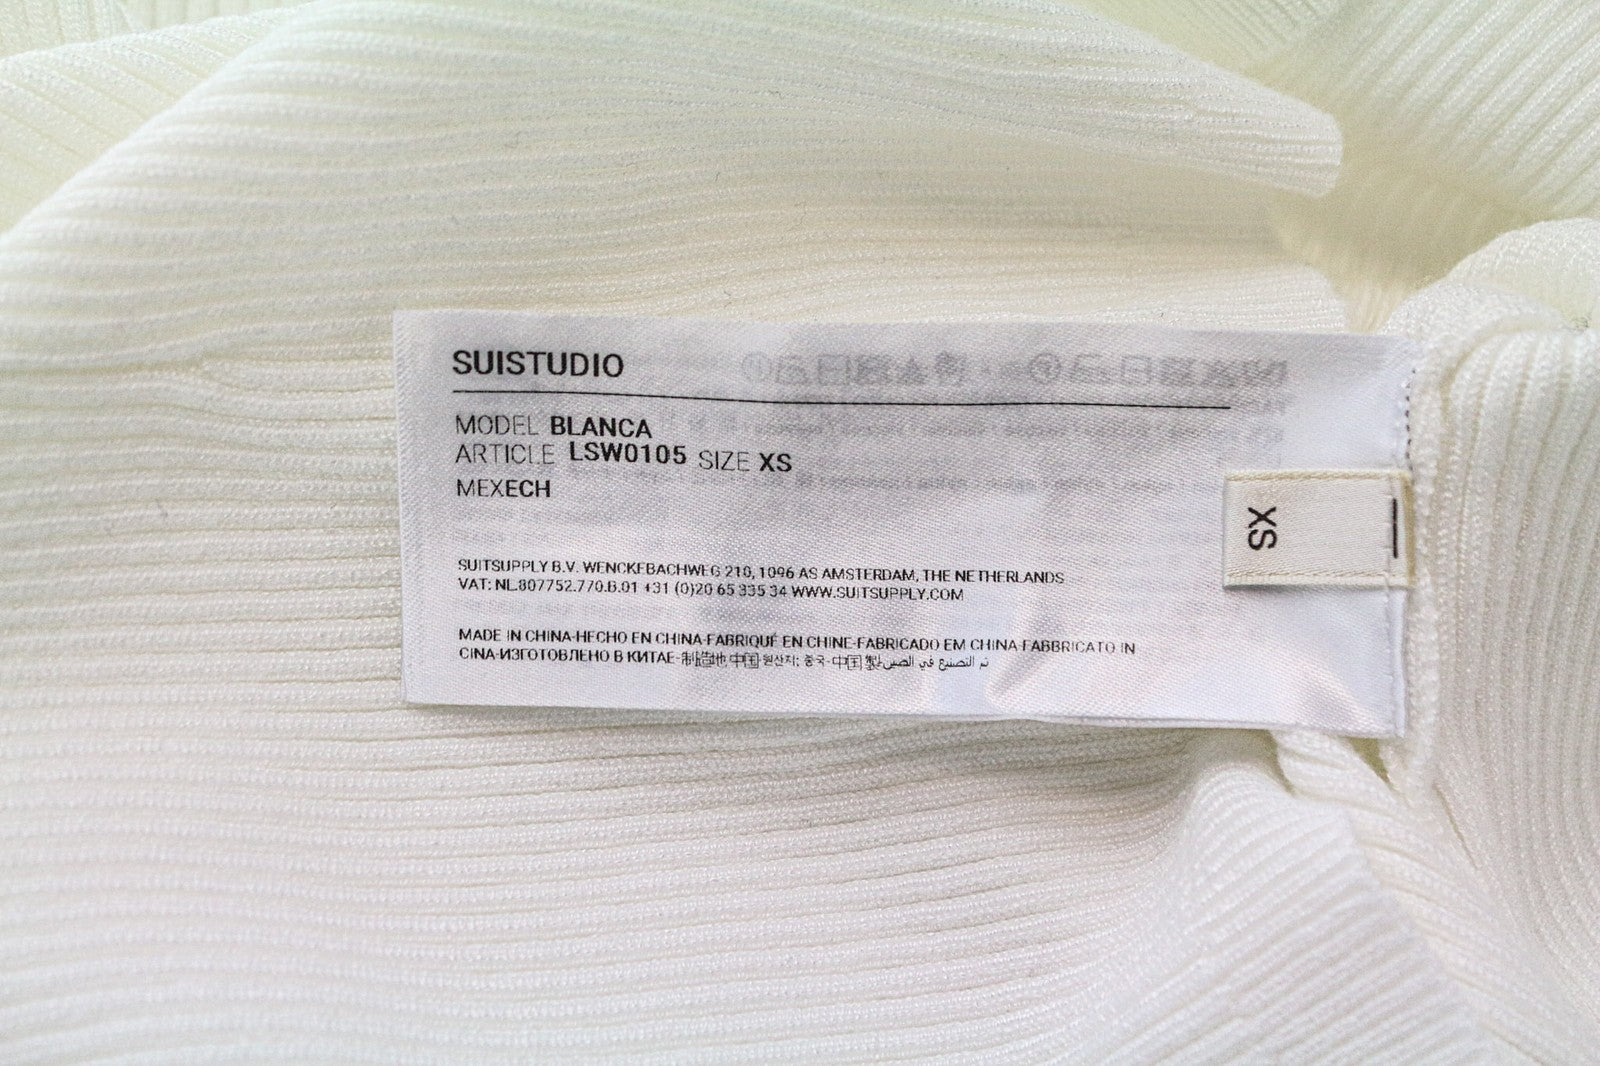 SUISTUDIO
MODEL BLANCA
ARTICLE LSW0105 SIZE XS
MEXECH
SUITSUPPLY B.V. WENCKEBACHWEG 210, 1096 AS AMSTERDAM, THE NETHERLANDS
VAT: NL.807752.770.B.01 +31 (0)20 65 335 34 WWW.SUITSUPPLY.COM
MADE IN CHINA-HECHO EN CHINA-FABRIQUÉ EN CHINE-FABRICADO EM CHINA-FABBRICATO IN
CINA-ИЗГОТОВЛЕНО В КИТАЕ-制造地 中国-원산지: 중국-中国製/تم التصنيع في الصين
XS